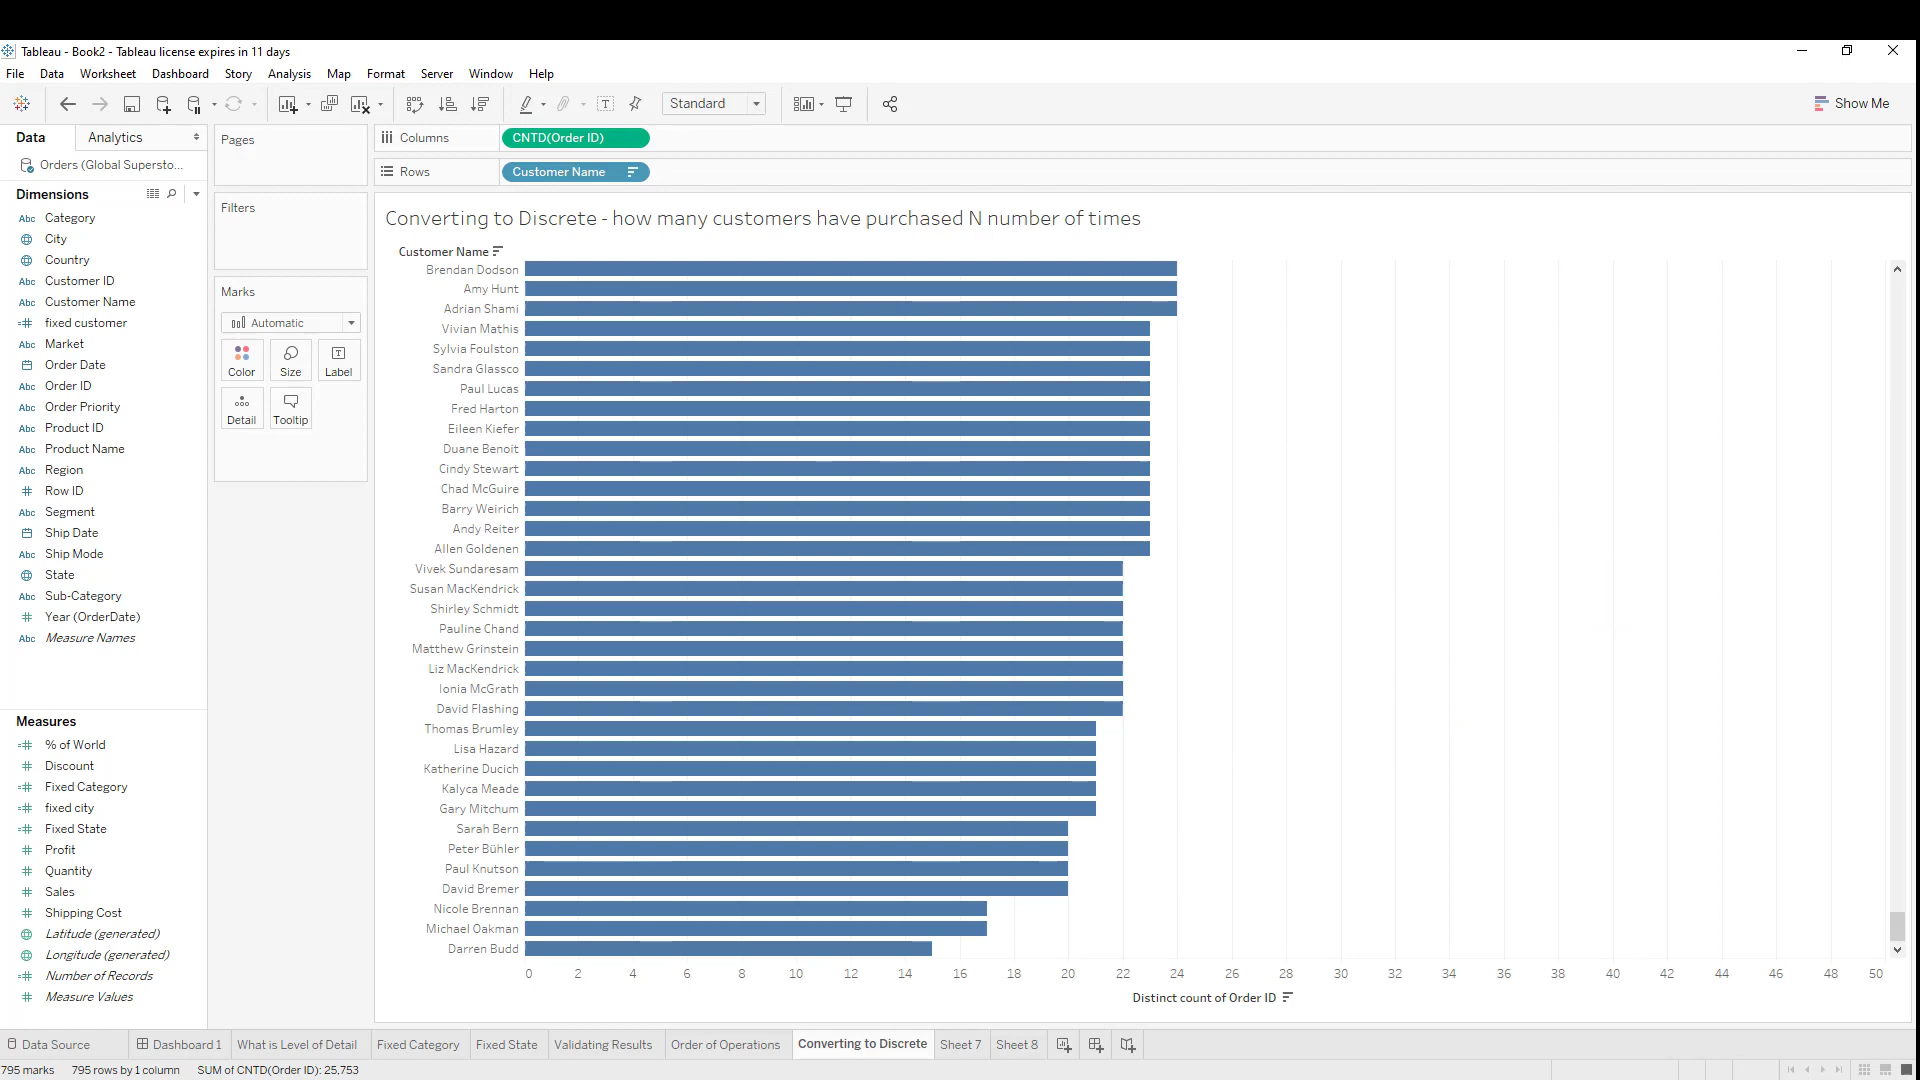 Tableau - Book2 - Tableau license expires in 11 days
File Data Worksheet Dashboard Story Analysis Map Format Server Window Help
Standard
Show Me
Data Analytics
Orders (Global Supersto...
Dimensions
Abc Category
City
Country
Abc Customer ID
Abc Customer Name
fixed customer
Abc Market
Order Date
Abc Order ID
Abc Order Priority
Abc Product ID
Abc Product Name
Abc Region
Row ID
Abc Segment
Ship Date
Abc Ship Mode
State
Abc Sub-Category
Year (OrderDate)
Abc Measure Names
Measures
% of World
Discount
Fixed Category
fixed city
Fixed State
Profit
Quantity
Sales
Shipping Cost
Latitude (generated)
Longitude (generated)
Number of Records
Measure Values
Pages
Filters
Marks
Automatic
Color Size Label
Detail Tooltip
Columns CNTD(Order ID)
Rows Customer Name
Converting to Discrete - how many customers have purchased N number of times
Customer Name
Brendan Dodson
Amy Hunt
Adrian Shami
Vivian Mathis
Sylvia Foulston
Sandra Glassco
Paul Lucas
Fred Harton
Eileen Kiefer
Duane Benoit
Cindy Stewart
Chad McGuire
Barry Weirich
Andy Reiter
Allen Goldenen
Vivek Sundaresam
Susan MacKendrick
Shirley Schmidt
Pauline Chand
Matthew Grinstein
Liz MacKendrick
Ionia McGrath
David Flashing
Thomas Brumley
Lisa Hazard
Katherine Ducich
Kalyca Meade
Gary Mitchum
Sarah Bern
Peter Bühler
Paul Knutson
David Bremer
Nicole Brennan
Michael Oakman
Darren Budd
0 2 4 6 8 10 12 14 16 18 20 22 24 26 28 30 32 34 36 38 40 42 44 46 48 50
Distinct count of Order ID
Data Source Dashboard 1 What is Level of Detail Fixed Category Fixed State Validating Results Order of Operations Converting to Discrete Sheet 7 Sheet 8
795 marks 795 rows by 1 column SUM of CNTD(Order ID): 25,753